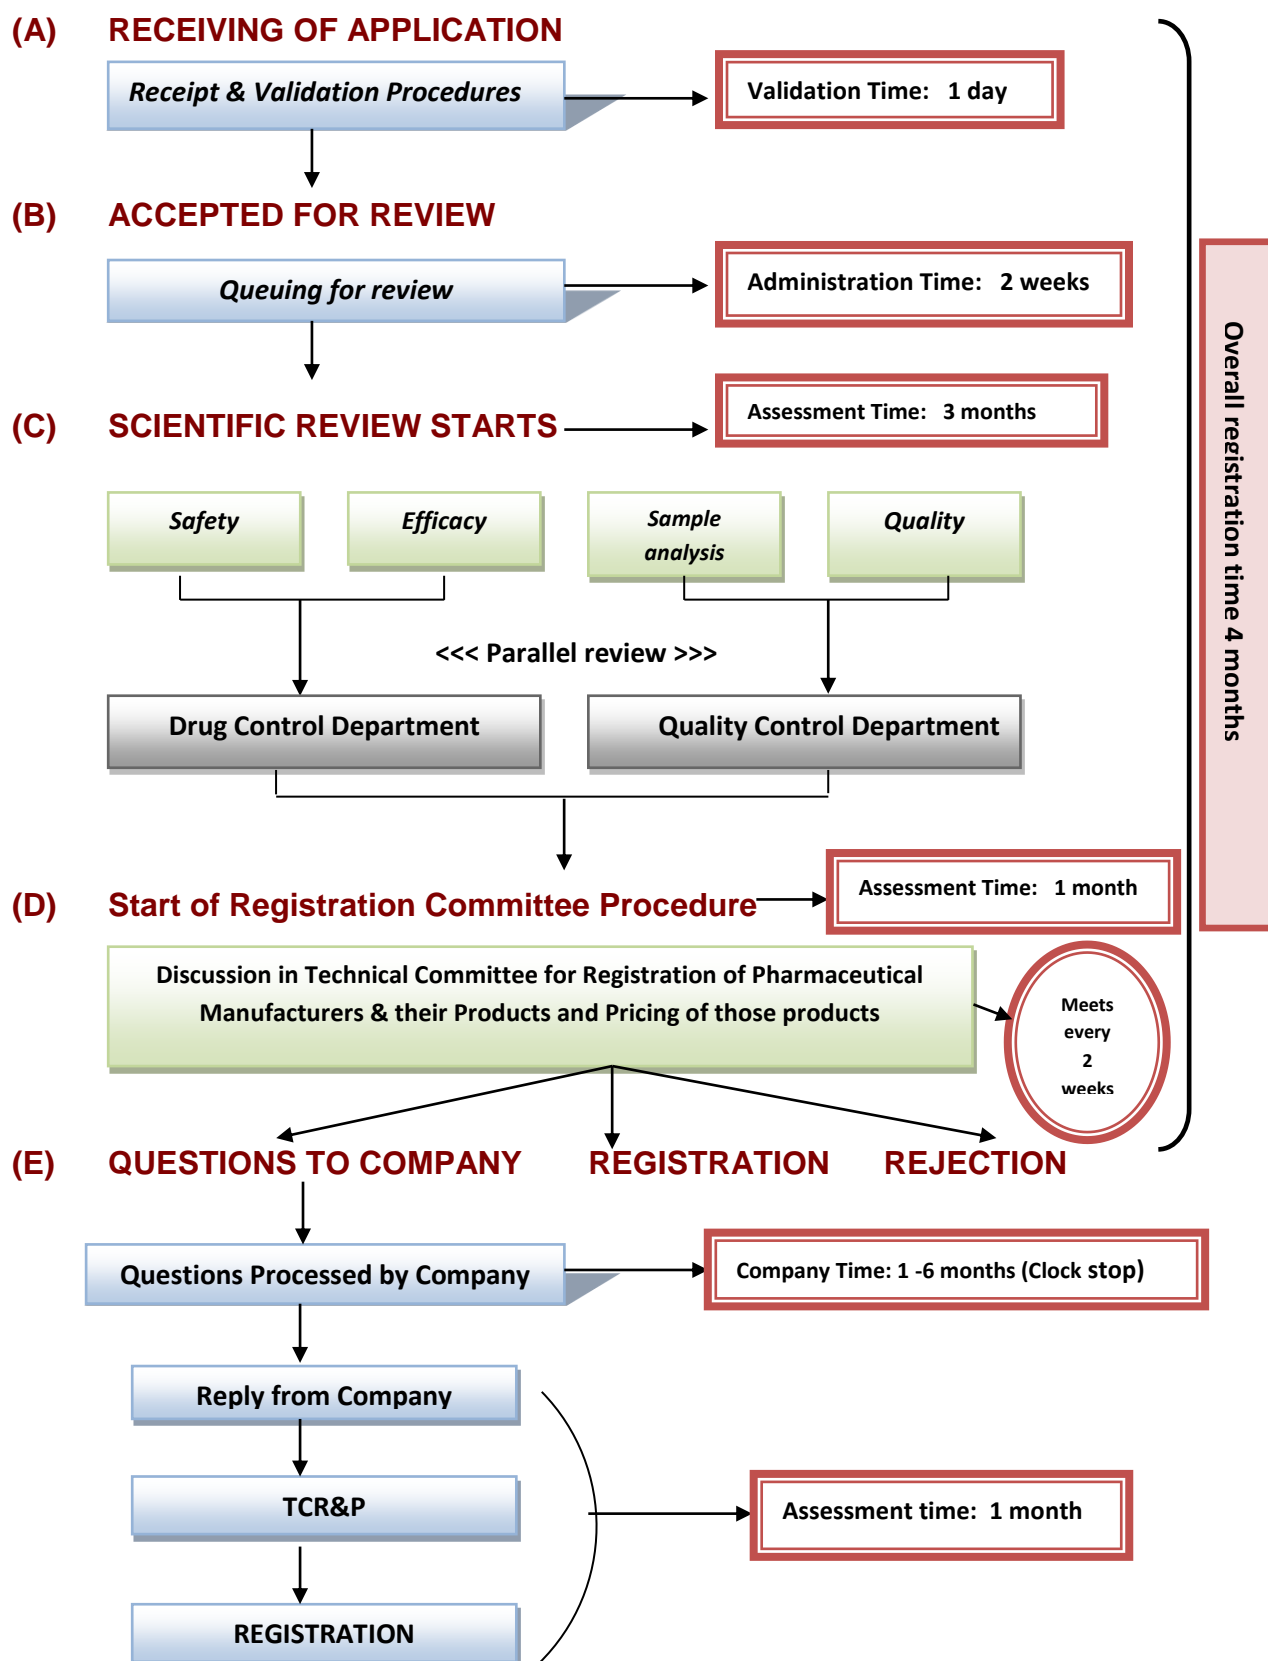 (A) RECEIVING OF APPLICATION
Receipt & Validation Procedures
Validation Time: 1 day
(B) ACCEPTED FOR REVIEW
Queuing for review
Administration Time: 2 weeks
(C) SCIENTIFIC REVIEW STARTS
Assessment Time: 3 months
Safety
Efficacy
Sample
analysis
Quality
<<< Parallel review >>>
Drug Control Department
Quality Control Department
(D) Start of Registration Committee Procedure
Assessment Time: 1 month
Discussion in Technical Committee for Registration of Pharmaceutical
Manufacturers & their Products and Pricing of those products
Meets
every
2
weeks
Overall registration time 4 months
(E) QUESTIONS TO COMPANY REGISTRATION REJECTION
Questions Processed by Company
Company Time: 1 -6 months (Clock stop)
Reply from Company
TCR&P
Assessment time: 1 month
REGISTRATION